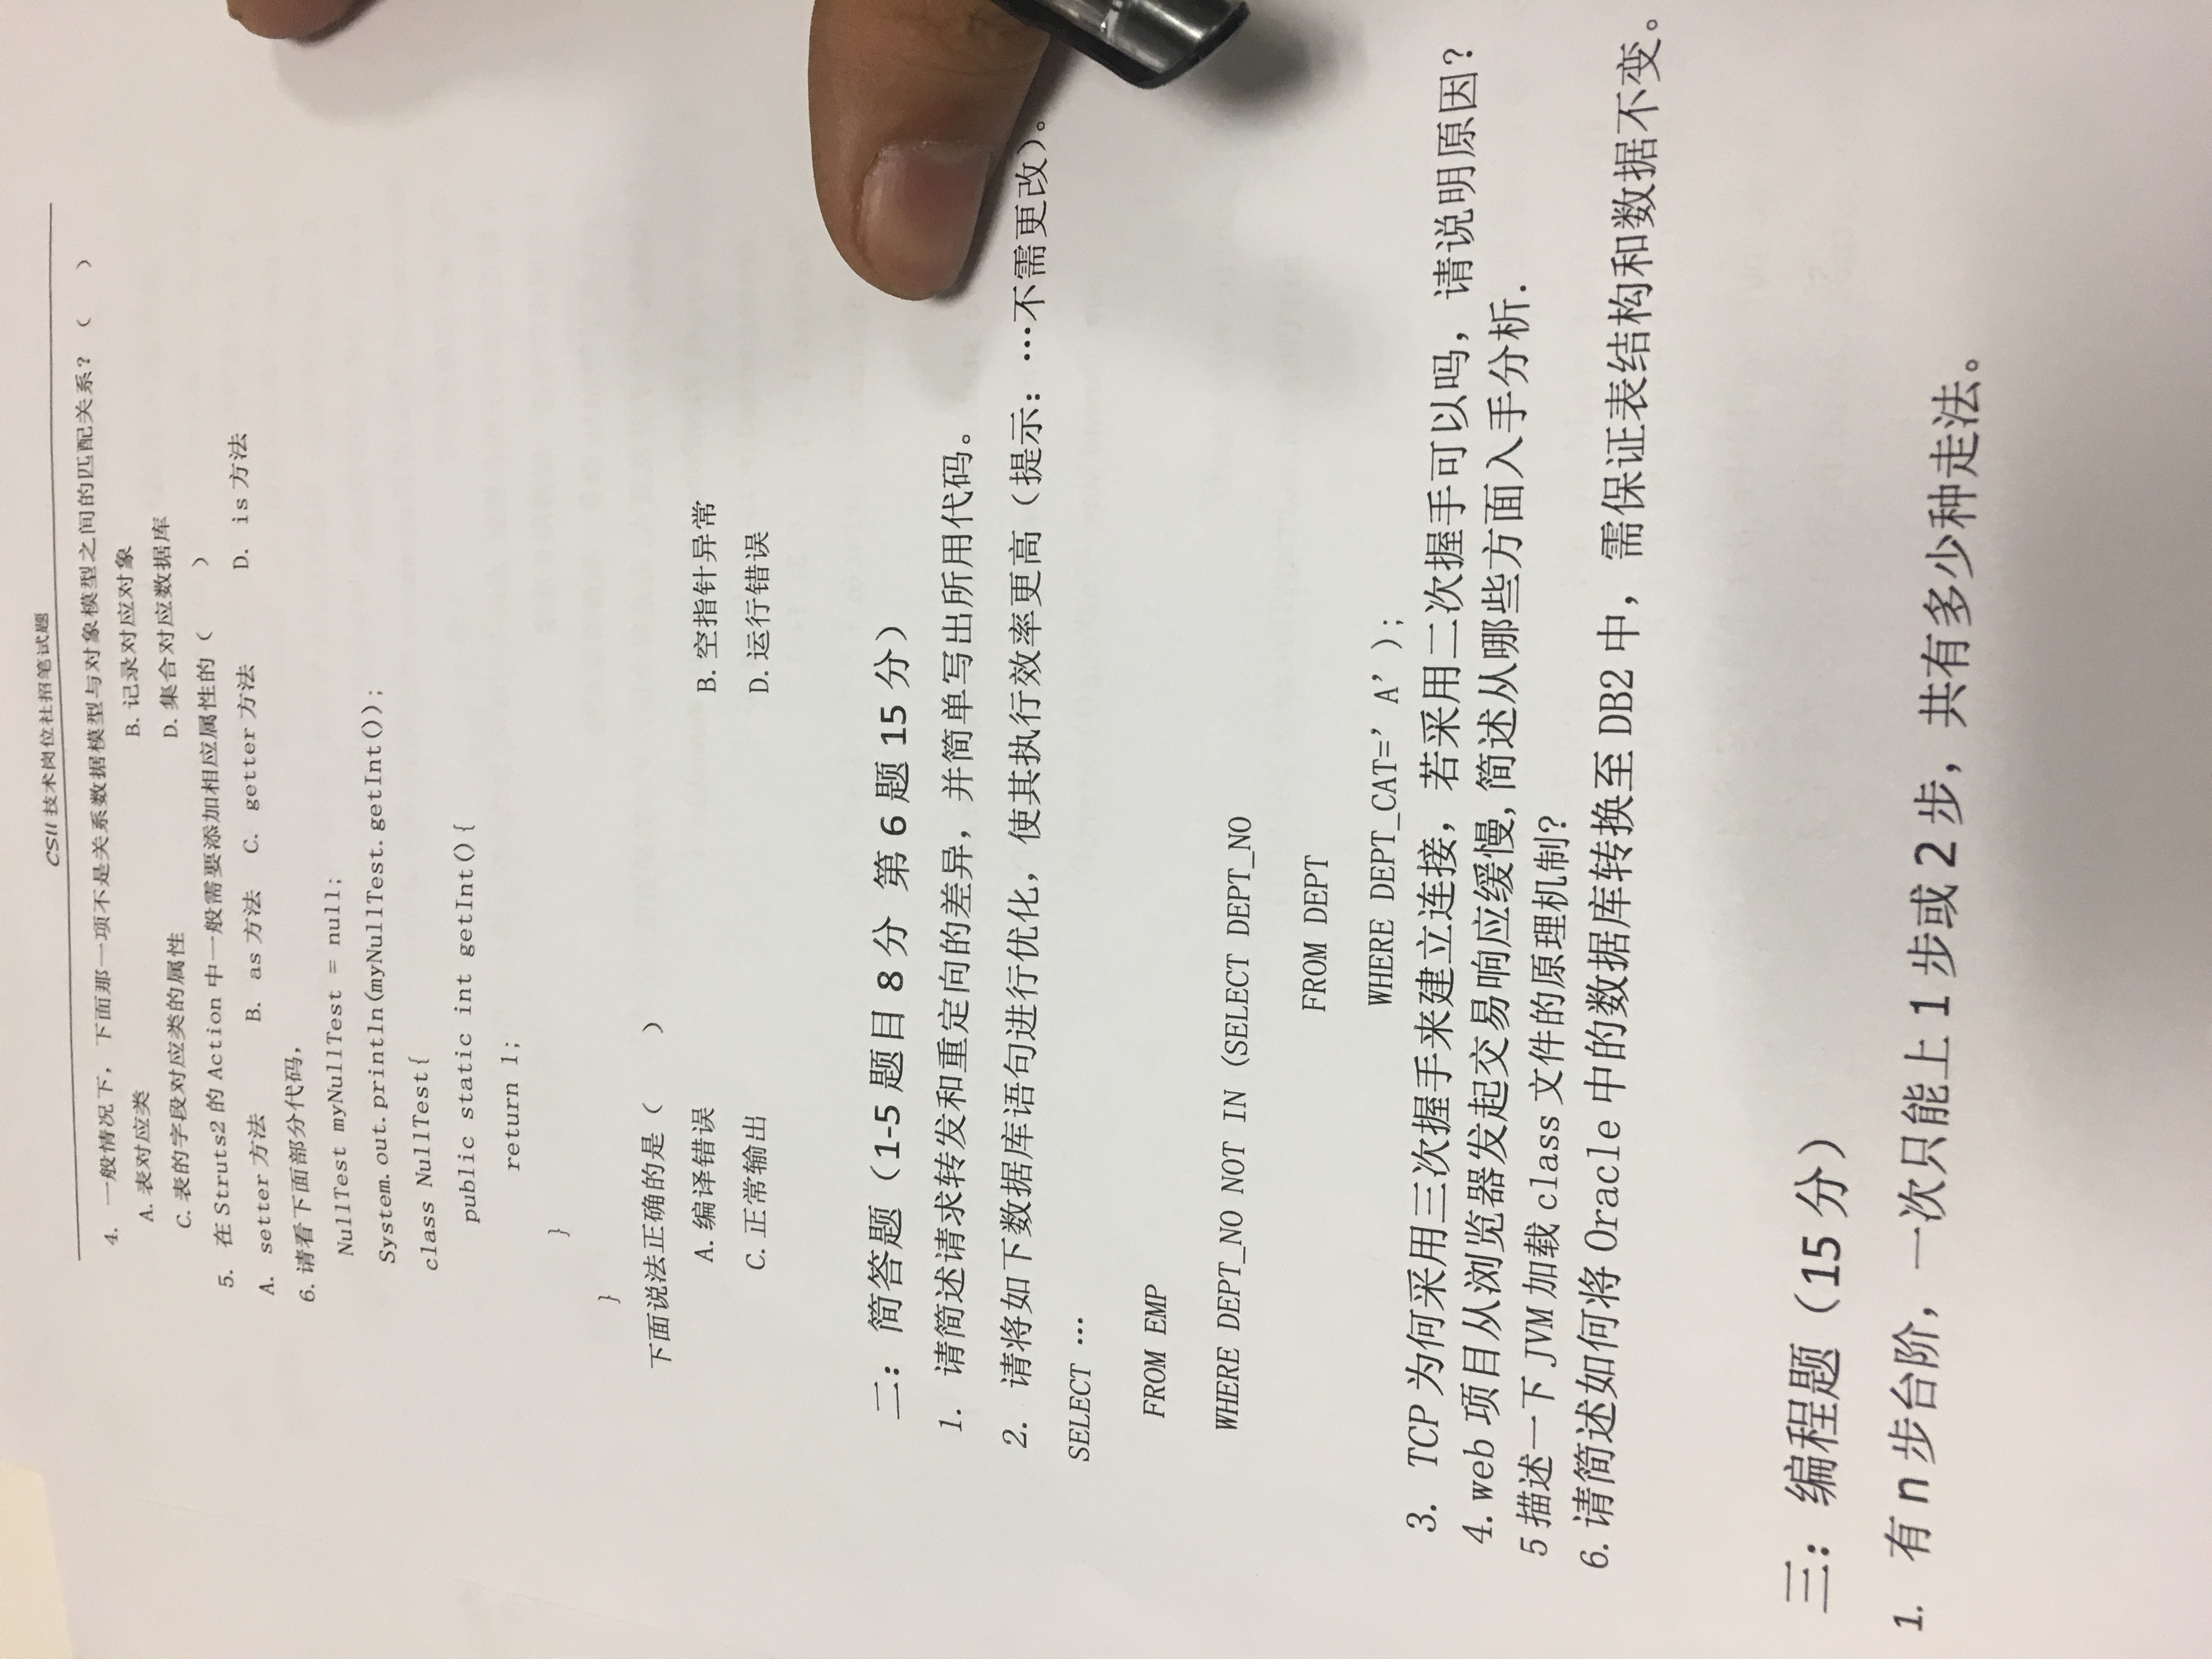 CSII 技术岗位社招笔试题
4. 一般情况下，下面那一项不是关系数据模型与对象模型之间的匹配关系？（ ）
A. 表对应类 B. 记录对应对象
C. 表的字段对应类的属性 D. 集合对应数据库
5. 在 Struts2 的 Action 中一般需要添加相应属性的（ ）
A. setter 方法 B. as 方法 C. getter 方法 D. is 方法
6. 请看下面部分代码，
NullTest myNullTest = null;
System.out.println(myNullTest.getInt());
class NullTest{
public static int getInt(){
return 1;
}
}
下面说法正确的是（ ）
A. 编译错误 B. 空指针异常
C. 正常输出 D. 运行错误
二：简答题（1-5 题目 8 分 第 6 题 15 分）
1. 请简述请求转发和重定向的差异，并简单写出所用代码。
2. 请将如下数据库语句进行优化，使其执行效率更高（提示：…不需更改）。
SELECT …
FROM EMP
WHERE DEPT_NO NOT IN (SELECT DEPT_NO
FROM DEPT
WHERE DEPT_CAT=’A’);
3. TCP 为何采用三次握手来建立连接，若采用二次握手可以吗，请说明原因？
4. web 项目从浏览器发起交易响应缓慢,简述从哪些方面入手分析.
5 描述一下 JVM 加载 class 文件的原理机制?
6. 请简述如何将 Oracle 中的数据库转换至 DB2 中，需保证表结构和数据不变。
三：编程题（15 分）
1. 有 n 步台阶，一次只能上 1 步或 2 步，共有多少种走法。